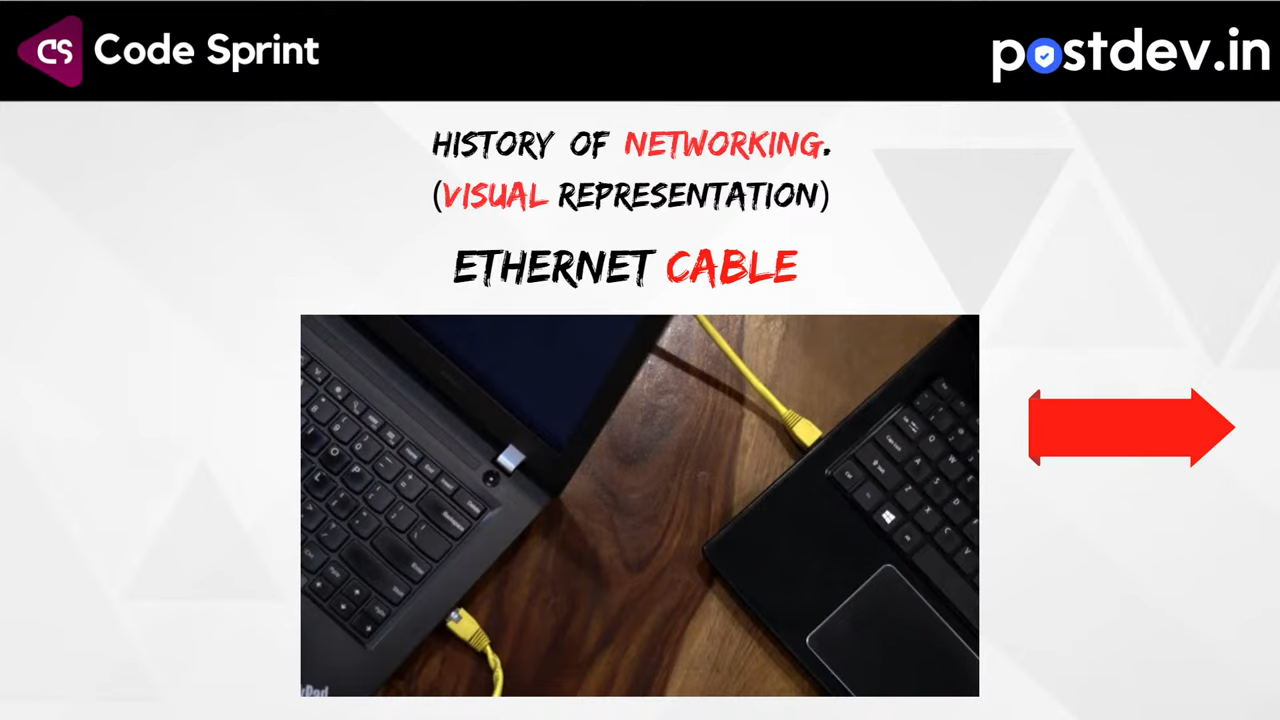 Code Sprint
postdev.in
HISTORY OF NETWORKING.
(VISUAL REPRESENTATION)
ETHERNET CABLE